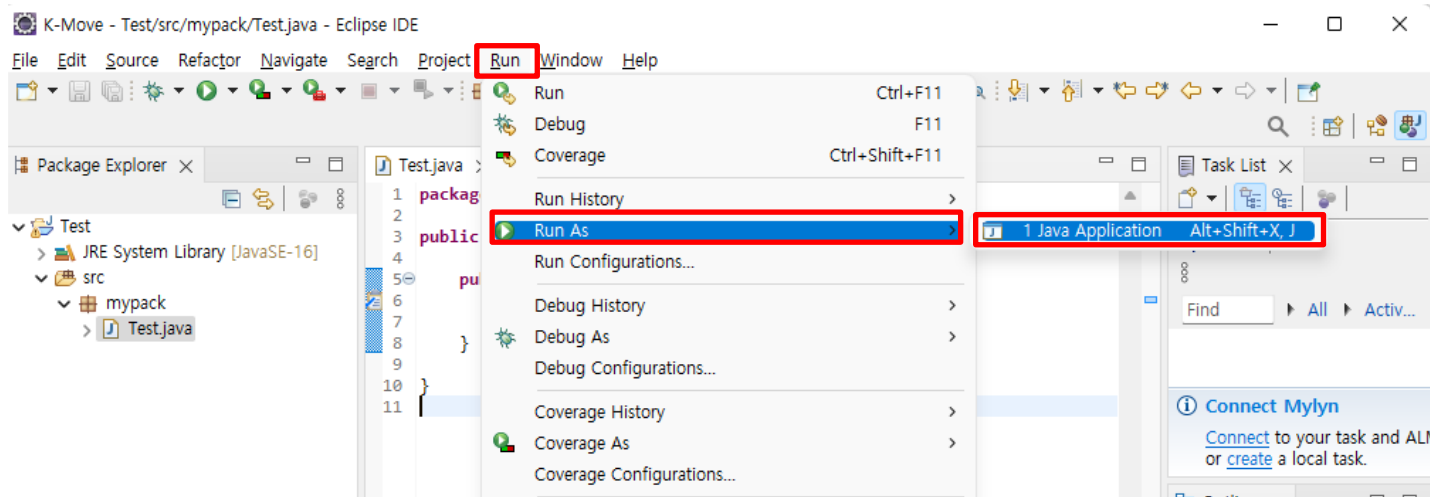 K-Move - Test/src/mypack/Test.java - Eclipse IDE
File Edit Source Refactor Navigate Search Project Run Window Help
Package Explorer
Test
JRE System Library [JavaSE-16]
src
mypack
Test.java
Test.java
1 packag
2
3 public
4
5 pu
6
7
8 }
9
10 }
11
Run Ctrl+F11
Debug F11
Coverage Ctrl+Shift+F11
Run History
Run As
Run Configurations...
Debug History
Debug As
Debug Configurations...
Coverage History
Coverage As
Coverage Configurations...
1 Java Application Alt+Shift+X, J
Task List
Find All Activ...
Connect Mylyn
Connect to your task and ALM
or create a local task.